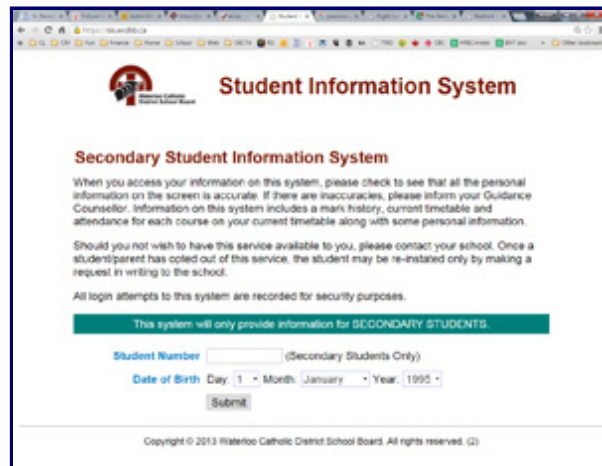 Waterloo Catholic
District School Board
Student Information System
Secondary Student Information System
When you access your information on this system, please check to see that all the personal
information on the screen is accurate. If there are inaccuracies, please inform your Guidance
Counsellor. Information on this system includes a mark history, current timetable and
attendance for each course on your current timetable along with some personal information.
Should you not wish to have this service available to you, please contact your school. Once a
student/parent has opted out of this service, the student may be re-instated only by making a
request in writing to the school.
All login attempts to this system are recorded for security purposes.
This system will only provide information for SECONDARY STUDENTS.
Student Number (Secondary Students Only)
Date of Birth Day: 1 Month: January Year: 1995
Submit
Copyright © 2013 Waterloo Catholic District School Board. All rights reserved. (2)